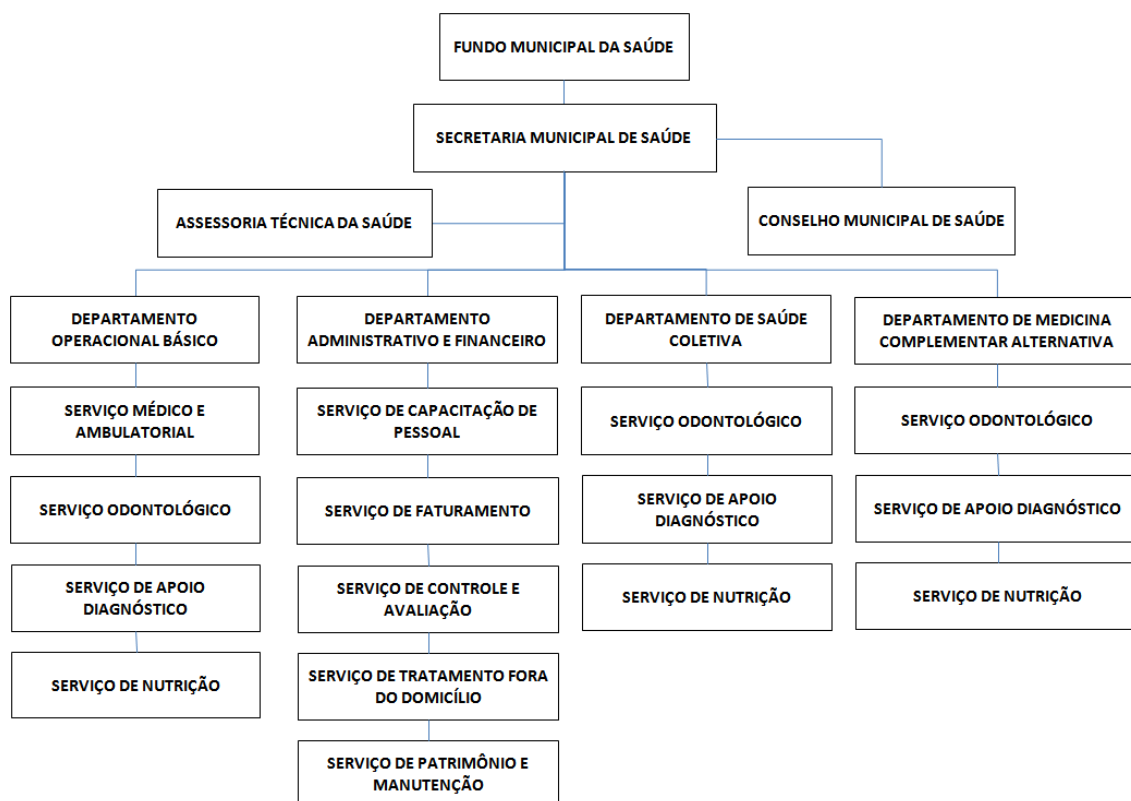 FUNDO MUNICIPAL DA SAÚDE
SECRETARIA MUNICIPAL DE SAÚDE
ASSESSORIA TÉCNICA DA SAÚDE
CONSELHO MUNICIPAL DE SAÚDE
DEPARTAMENTO
OPERACIONAL BÁSICO
DEPARTAMENTO
ADMINISTRATIVO E FINANCEIRO
DEPARTAMENTO DE SAÚDE
COLETIVA
DEPARTAMENTO DE MEDICINA
COMPLEMENTAR ALTERNATIVA
SERVIÇO MÉDICO E
AMBULATORIAL
SERVIÇO DE CAPACITAÇÃO DE
PESSOAL
SERVIÇO ODONTOLÓGICO
SERVIÇO ODONTOLÓGICO
SERVIÇO ODONTOLÓGICO
SERVIÇO DE FATURAMENTO
SERVIÇO DE APOIO
DIAGNÓSTICO
SERVIÇO DE APOIO DIAGNÓSTICO
SERVIÇO DE APOIO
DIAGNÓSTICO
SERVIÇO DE CONTROLE E
AVALIAÇÃO
SERVIÇO DE NUTRIÇÃO
SERVIÇO DE NUTRIÇÃO
SERVIÇO DE NUTRIÇÃO
SERVIÇO DE TRATAMENTO FORA
DO DOMICÍLIO
SERVIÇO DE PATRIMÔNIO E
MANUTENÇÃO